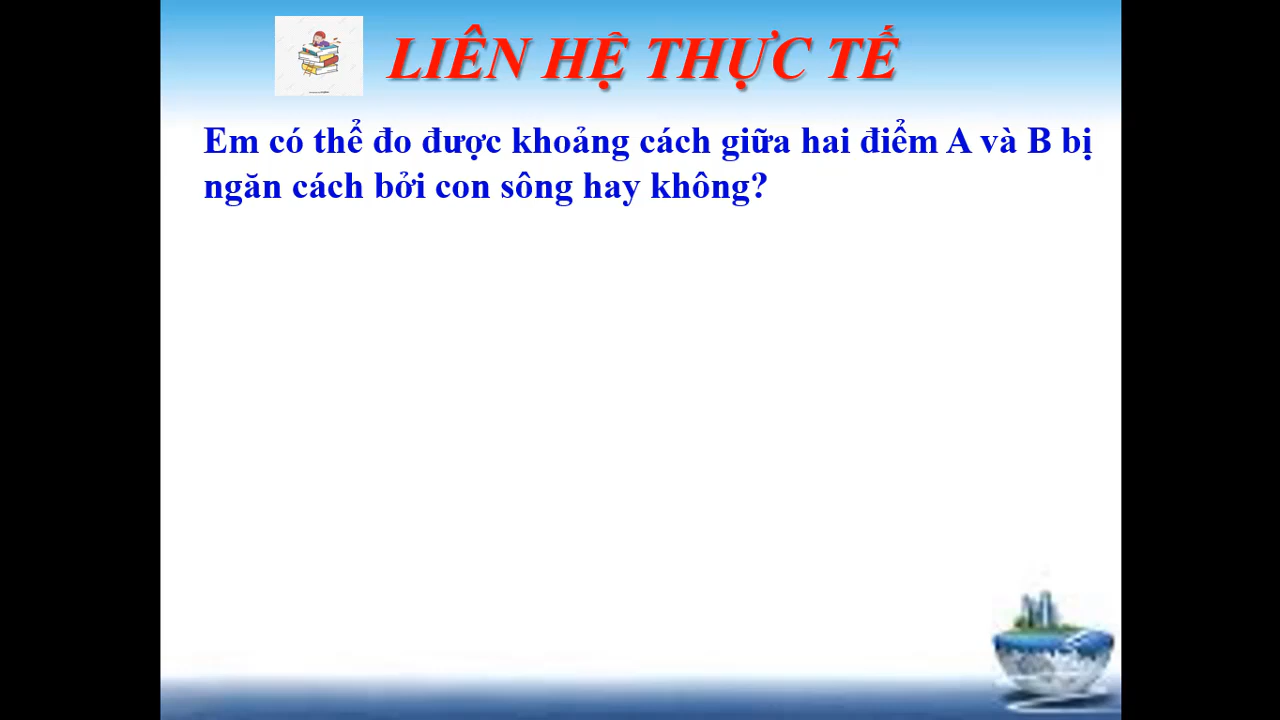 LIÊN HỆ THỰC TẾ
Em có thể đo được khoảng cách giữa hai điểm A và B bị
ngăn cách bởi con sông hay không?